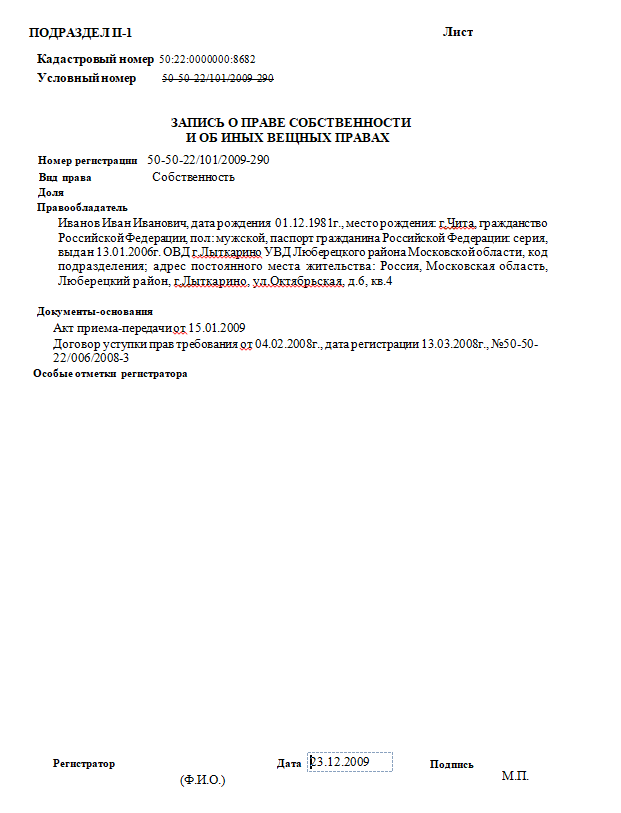 ПОДРАЗДЕЛ II-1 Лист
Кадастровый номер 50:22:0000000:8682
Условный номер 50-50-22/101/2009-290
ЗАПИСЬ О ПРАВЕ СОБСТВЕННОСТИ
И ОБ ИНЫХ ВЕЩНЫХ ПРАВАХ
Номер регистрации 50-50-22/101/2009-290
Вид права Собственность
Доля
Правообладатель
Иванов Иван Иванович, дата рождения 01.12.1981г., место рождения: г.Чита, гражданство
Российской Федерации, пол: мужской, паспорт гражданина Российской Федерации: серия,
выдан 13.01.2006г. ОВД г.Лыткарино УВД Люберецкого района Московской области, код
подразделения; адрес постоянного места жительства: Россия, Московская область,
Люберецкий район, г.Лыткарино, ул.Октябрьская, д.6, кв.4
Документы-основания
Акт приема-передачи от 15.01.2009
Договор уступки прав требования от 04.02.2008г., дата регистрации 13.03.2008г., №50-50-
22/006/2008-3
Особые отметки регистратора
Регистратор Дата 23.12.2009 Подпись
(Ф.И.О.) М.П.